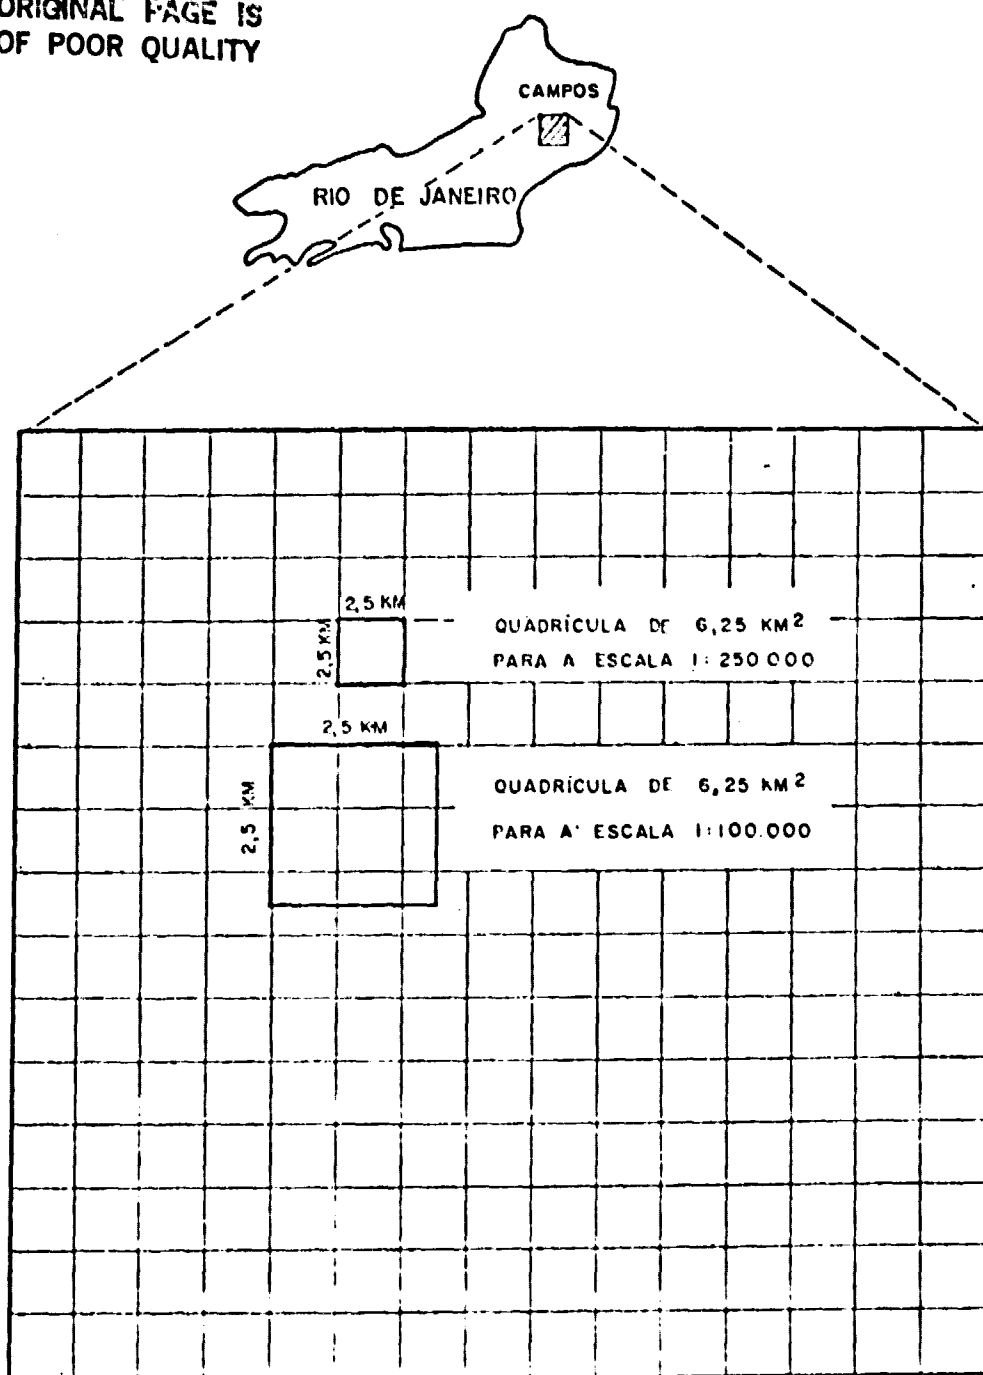 ORIGINAL PAGE IS
OF POOR QUALITY
CAMPOS
RIO DE JANEIRO
2,5 KM
2,5 KM
QUADRÍCULA DE 6,25 KM²
PARA A ESCALA 1:250.000
2,5 KM
2,5 KM
QUADRÍCULA DE 6,25 KM²
PARA A ESCALA 1:100.000